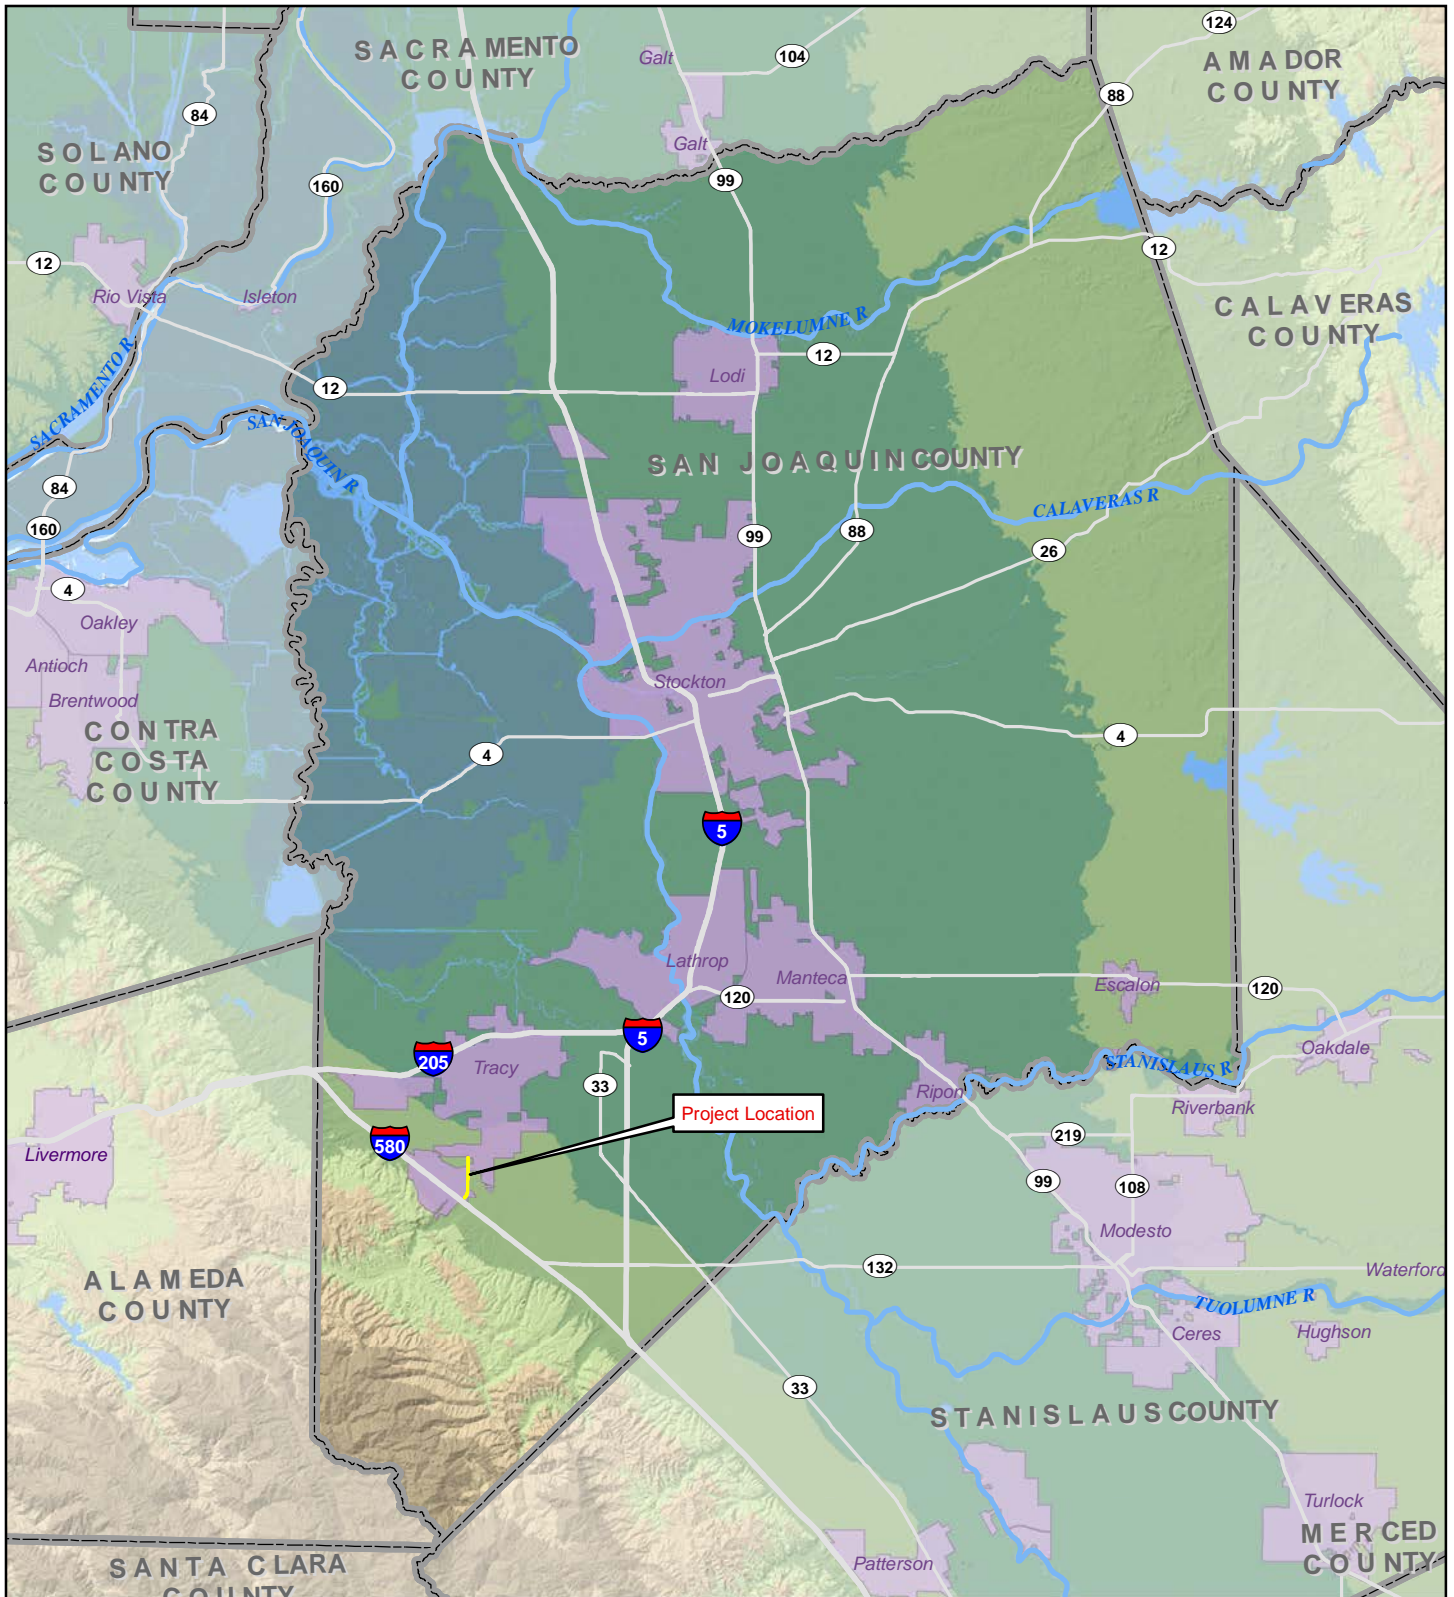 124
SACRAMENTO
COUNTY
Galt
104
AMADOR
COUNTY
88
84
SOLANO
COUNTY
Galt
160
99
12
12
Rio Vista
Isleton
CALAVERAS
COUNTY
MOKELUMNE R
SACRAMENTO R
12
Lodi
12
SAN JOAQUIN R
SAN JOAQUIN COUNTY
84
CALAVERAS R
160
99
88
26
4
Oakley
Antioch
Stockton
Brentwood
CONTRA
COSTA
COUNTY
4
4
5
Lathrop
Manteca
Escalon
120
120
5
205
Tracy
STANISLAUS R
Oakdale
33
Ripon
Riverbank
Project Location
219
580
Livermore
99
108
Modesto
132
Waterford
ALAMEDA
COUNTY
TUOLUMNE R
Ceres
Hughson
33
STANISLAUS COUNTY
Turlock
MERCED
COUNTY
Patterson
SANTA CLARA
COUNTY